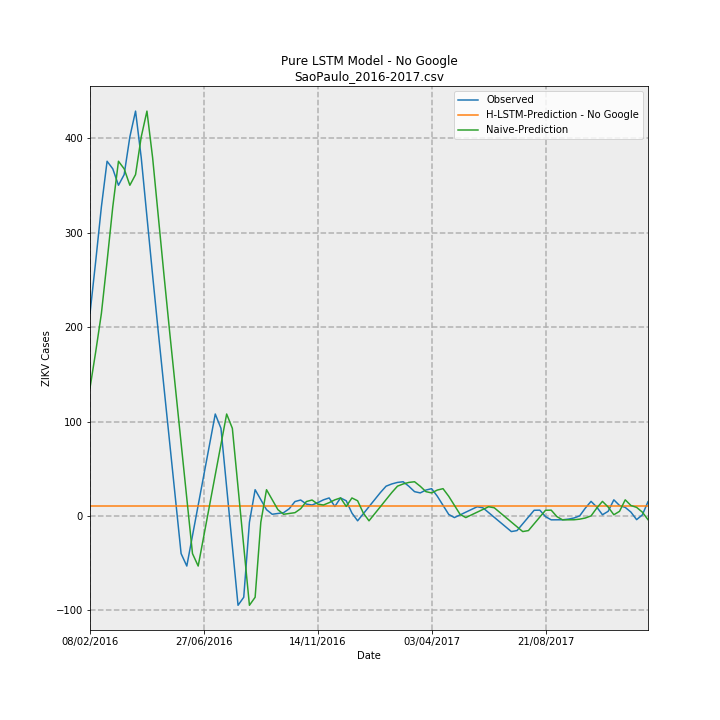 Pure LSTM Model - No Google
SaoPaulo_2016-2017.csv
Observed
H-LSTM-Prediction - No Google
Naive-Prediction
ZIKV Cases
400
300
200
100
0
−100
08/02/2016
27/06/2016
14/11/2016
03/04/2017
21/08/2017
Date